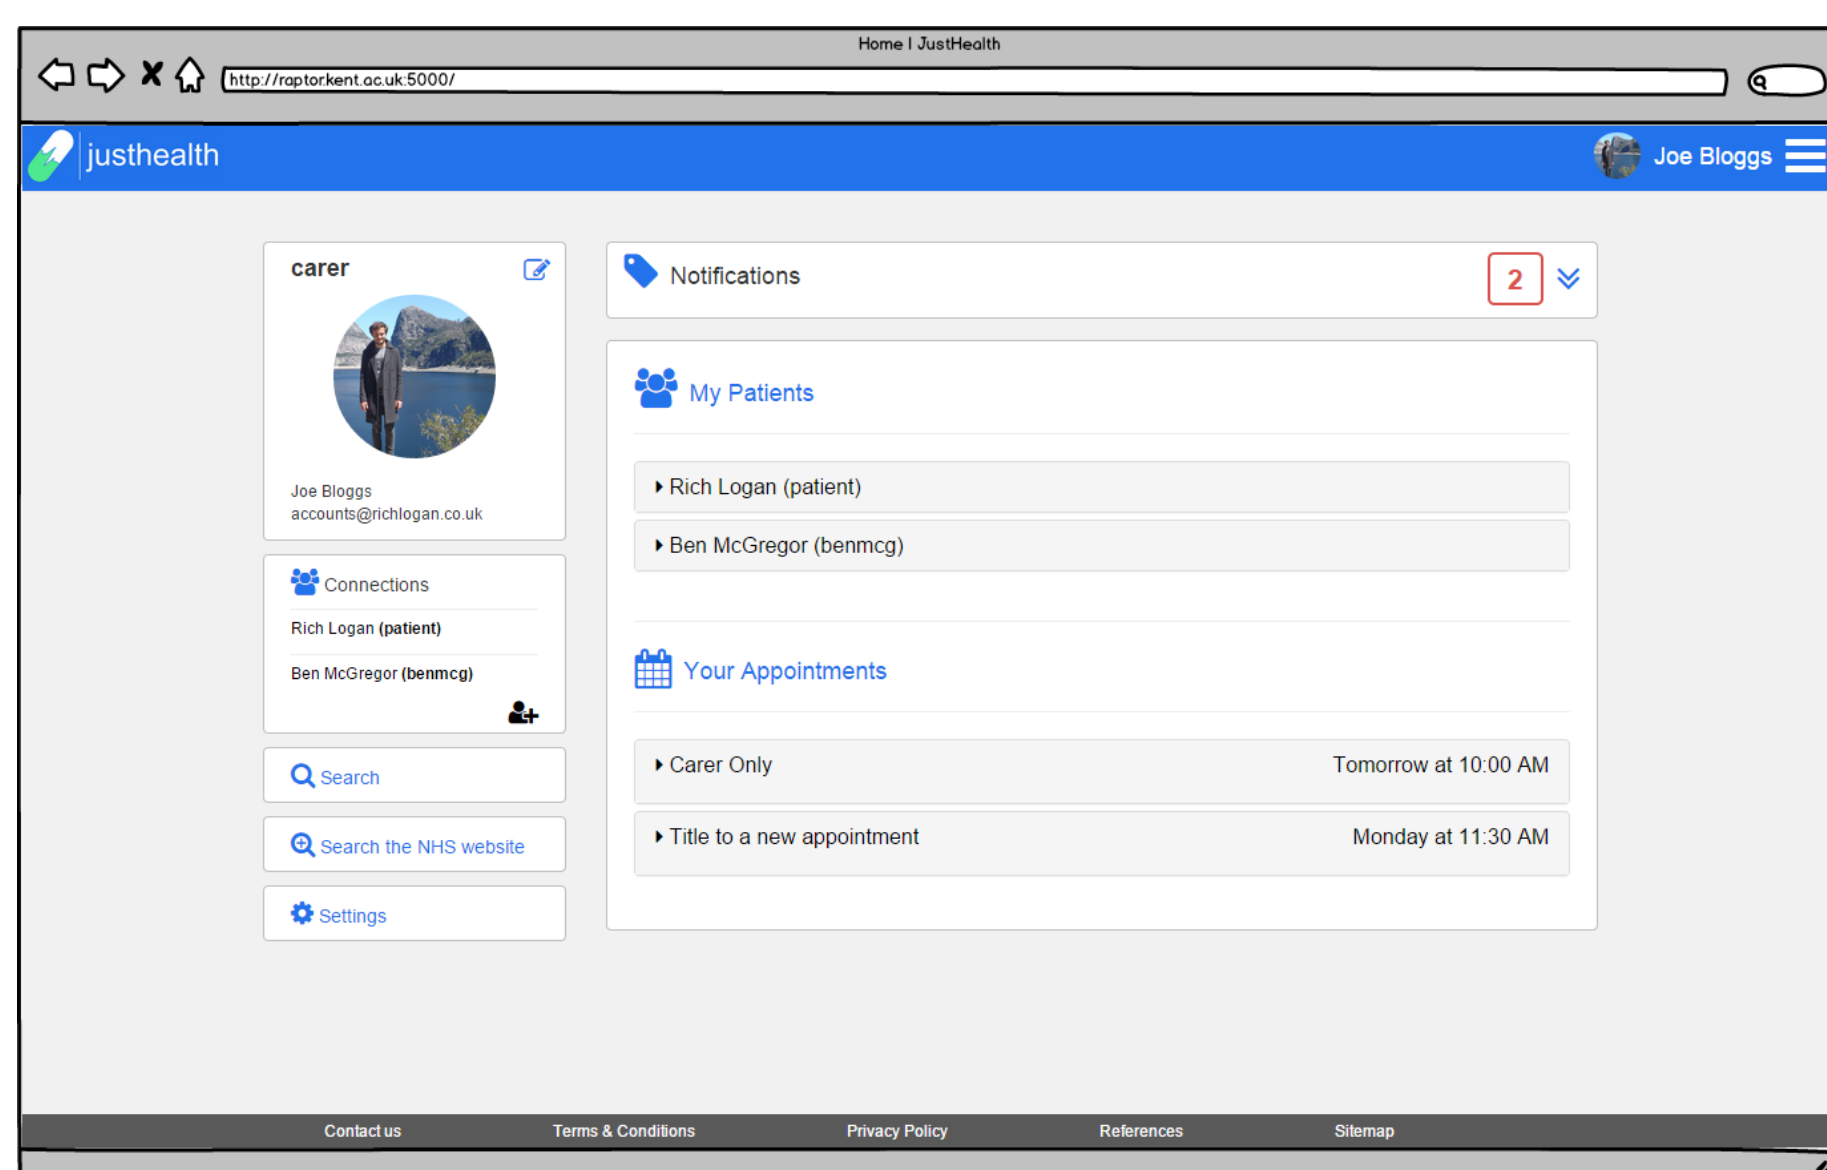 Home | JustHealth
http://raptor.kent.ac.uk:5000/
justhealth
Joe Bloggs
carer
Joe Bloggs
accounts@richlogan.co.uk
Connections
Rich Logan (patient)
Ben McGregor (benmcg)
Search
Search the NHS website
Settings
Notifications
2
My Patients
Rich Logan (patient)
Ben McGregor (benmcg)
Your Appointments
Carer Only Tomorrow at 10:00 AM
Title to a new appointment Monday at 11:30 AM
Contact us Terms & Conditions Privacy Policy References Sitemap